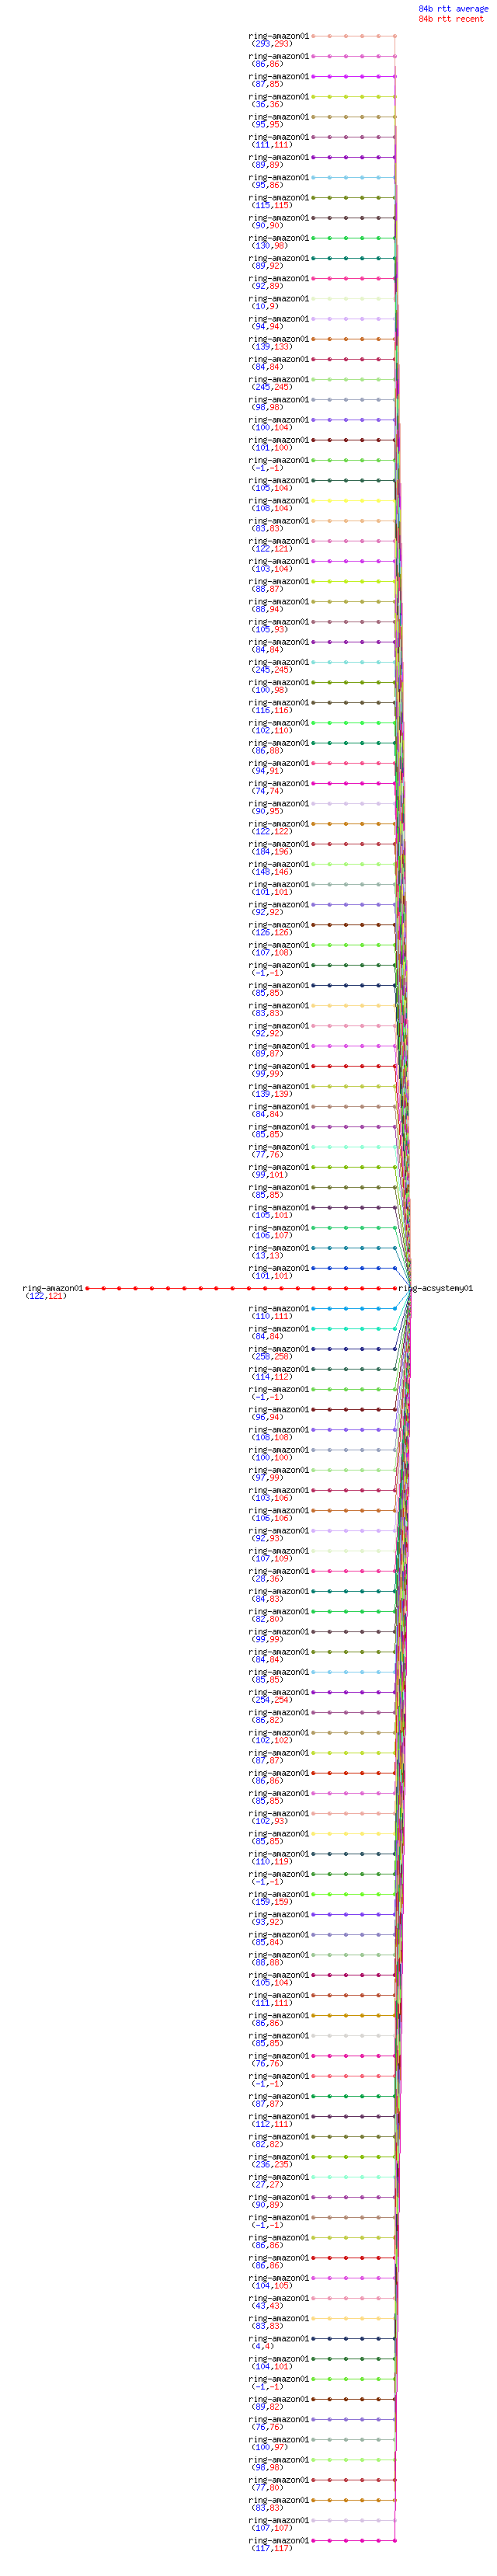 84b rtt average
84b rtt recent
ring-amazon01
(293,293)
ring-amazon01
(86,86)
ring-amazon01
(87,85)
ring-amazon01
(36,36)
ring-amazon01
(95,95)
ring-amazon01
(111,111)
ring-amazon01
(89,89)
ring-amazon01
(95,86)
ring-amazon01
(115,115)
ring-amazon01
(90,90)
ring-amazon01
(130,98)
ring-amazon01
(89,92)
ring-amazon01
(92,89)
ring-amazon01
(10,9)
ring-amazon01
(94,94)
ring-amazon01
(139,133)
ring-amazon01
(84,84)
ring-amazon01
(245,245)
ring-amazon01
(98,98)
ring-amazon01
(100,104)
ring-amazon01
(101,100)
ring-amazon01
(-1,-1)
ring-amazon01
(105,104)
ring-amazon01
(108,104)
ring-amazon01
(83,83)
ring-amazon01
(122,121)
ring-amazon01
(103,104)
ring-amazon01
(88,87)
ring-amazon01
(88,94)
ring-amazon01
(105,93)
ring-amazon01
(84,84)
ring-amazon01
(245,245)
ring-amazon01
(100,98)
ring-amazon01
(116,116)
ring-amazon01
(102,110)
ring-amazon01
(86,88)
ring-amazon01
(94,91)
ring-amazon01
(74,74)
ring-amazon01
(90,95)
ring-amazon01
(122,122)
ring-amazon01
(184,196)
ring-amazon01
(148,146)
ring-amazon01
(101,101)
ring-amazon01
(92,92)
ring-amazon01
(126,126)
ring-amazon01
(107,108)
ring-amazon01
(-1,-1)
ring-amazon01
(85,85)
ring-amazon01
(83,83)
ring-amazon01
(92,92)
ring-amazon01
(89,87)
ring-amazon01
(99,99)
ring-amazon01
(139,139)
ring-amazon01
(84,84)
ring-amazon01
(85,85)
ring-amazon01
(77,76)
ring-amazon01
(99,101)
ring-amazon01
(85,85)
ring-amazon01
(105,101)
ring-amazon01
(106,107)
ring-amazon01
(13,13)
ring-amazon01
(101,101)
ring-amazon01 ring-acsystemy01
(122,121)
ring-amazon01
(110,111)
ring-amazon01
(84,84)
ring-amazon01
(258,258)
ring-amazon01
(114,112)
ring-amazon01
(-1,-1)
ring-amazon01
(96,94)
ring-amazon01
(108,108)
ring-amazon01
(100,100)
ring-amazon01
(97,99)
ring-amazon01
(103,106)
ring-amazon01
(106,106)
ring-amazon01
(92,93)
ring-amazon01
(107,109)
ring-amazon01
(28,36)
ring-amazon01
(84,83)
ring-amazon01
(82,80)
ring-amazon01
(99,99)
ring-amazon01
(84,84)
ring-amazon01
(85,85)
ring-amazon01
(254,254)
ring-amazon01
(86,82)
ring-amazon01
(102,102)
ring-amazon01
(87,87)
ring-amazon01
(86,86)
ring-amazon01
(85,85)
ring-amazon01
(102,93)
ring-amazon01
(85,85)
ring-amazon01
(110,119)
ring-amazon01
(-1,-1)
ring-amazon01
(159,159)
ring-amazon01
(93,92)
ring-amazon01
(85,84)
ring-amazon01
(88,88)
ring-amazon01
(105,104)
ring-amazon01
(111,111)
ring-amazon01
(86,86)
ring-amazon01
(85,85)
ring-amazon01
(76,76)
ring-amazon01
(-1,-1)
ring-amazon01
(87,87)
ring-amazon01
(112,111)
ring-amazon01
(82,82)
ring-amazon01
(236,235)
ring-amazon01
(27,27)
ring-amazon01
(90,89)
ring-amazon01
(-1,-1)
ring-amazon01
(86,86)
ring-amazon01
(86,86)
ring-amazon01
(104,105)
ring-amazon01
(43,43)
ring-amazon01
(83,83)
ring-amazon01
(4,4)
ring-amazon01
(104,101)
ring-amazon01
(-1,-1)
ring-amazon01
(89,82)
ring-amazon01
(76,76)
ring-amazon01
(100,97)
ring-amazon01
(98,98)
ring-amazon01
(77,80)
ring-amazon01
(83,83)
ring-amazon01
(107,107)
ring-amazon01
(117,117)